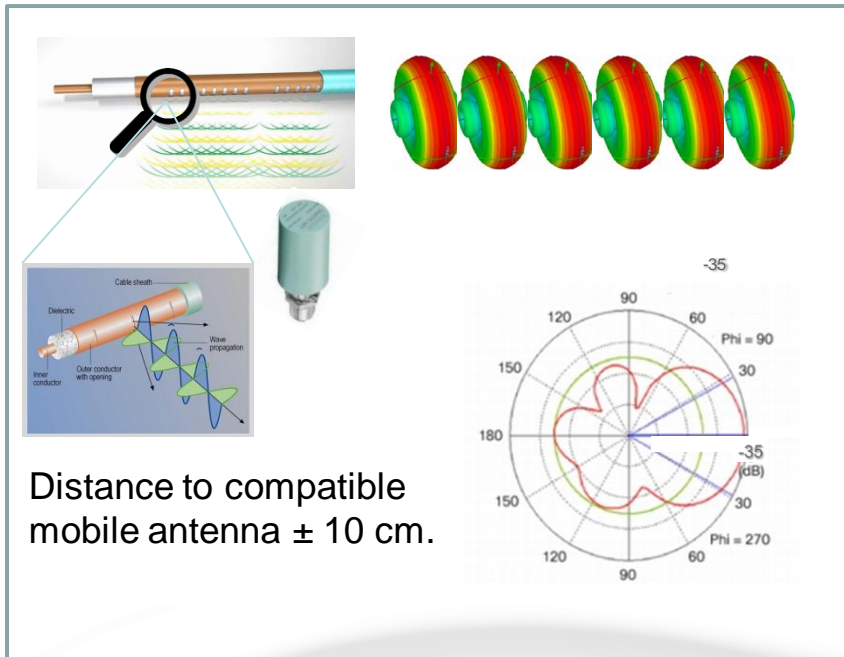 Cable sheath
Dielectric
Wave
propagation
Inner
conductor
Outer conductor
with opening
-35
90
120
60
Phi = 90
150
30
180
-35
(dB)
150
30
Phi = 270
120
60
90
Distance to compatible
mobile antenna ± 10 cm.